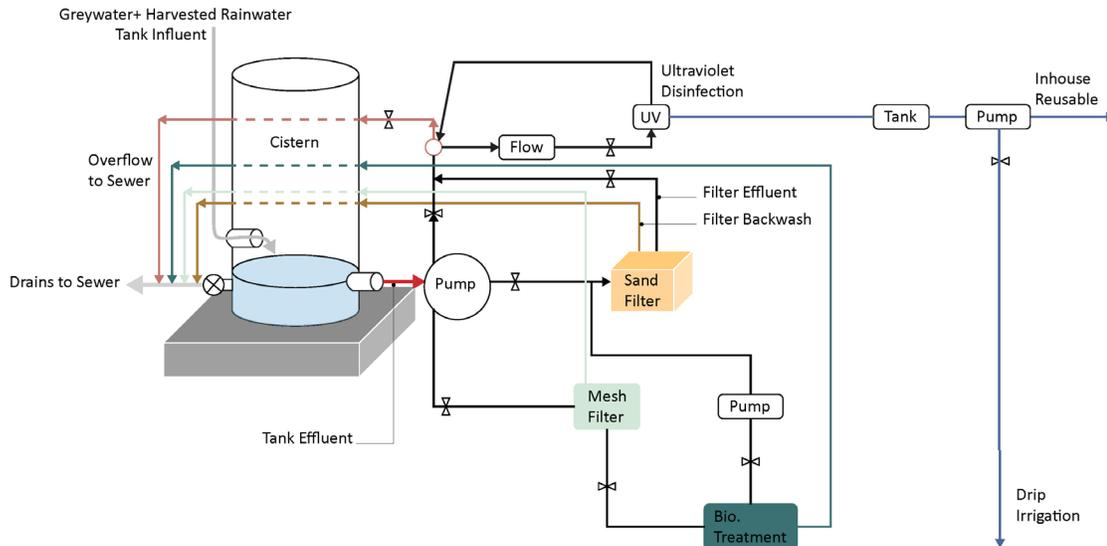 Greywater+ Harvested Rainwater
Tank Influent
Ultraviolet
Disinfection
Inhouse
Reusable
UV
Tank
Pump
Cistern
Flow
Overflow
to Sewer
Filter Effluent
Filter Backwash
Drains to Sewer
Pump
Sand
Filter
Mesh
Filter
Pump
Tank Effluent
Drip
Irrigation
Bio.
Treatment